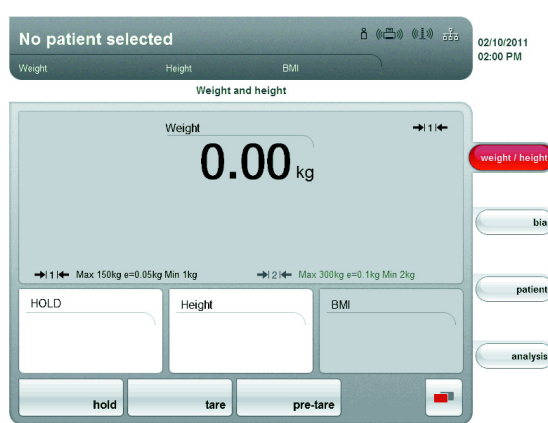 No patient selected
Weight Height BMI
02/10/2011
02:00 PM
Weight and height
Weight
→|1|←
0.00 kg
→|1|← Max 150kg e=0.05kg Min 1kg →|2|← Max 300kg e=0.1kg Min 2kg
HOLD Height BMI
hold tare pre-tare
weight / height
bia
patient
analysis